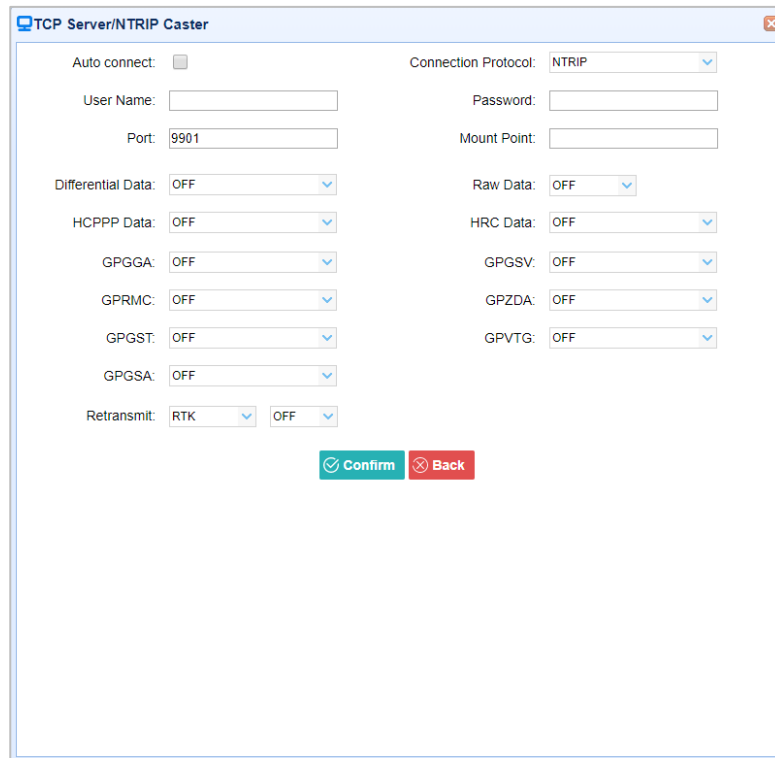 TCP Server/NTRIP Caster
Auto connect: Connection Protocol: NTRIP
User Name: Password:
Port: 9901 Mount Point:
Differential Data: OFF Raw Data: OFF
HCPPP Data: OFF HRC Data: OFF
GPGGA: OFF GPGSV: OFF
GPRMC: OFF GPZDA: OFF
GPGST: OFF GPVTG: OFF
GPGSA: OFF
Retransmit: RTK OFF
Confirm Back